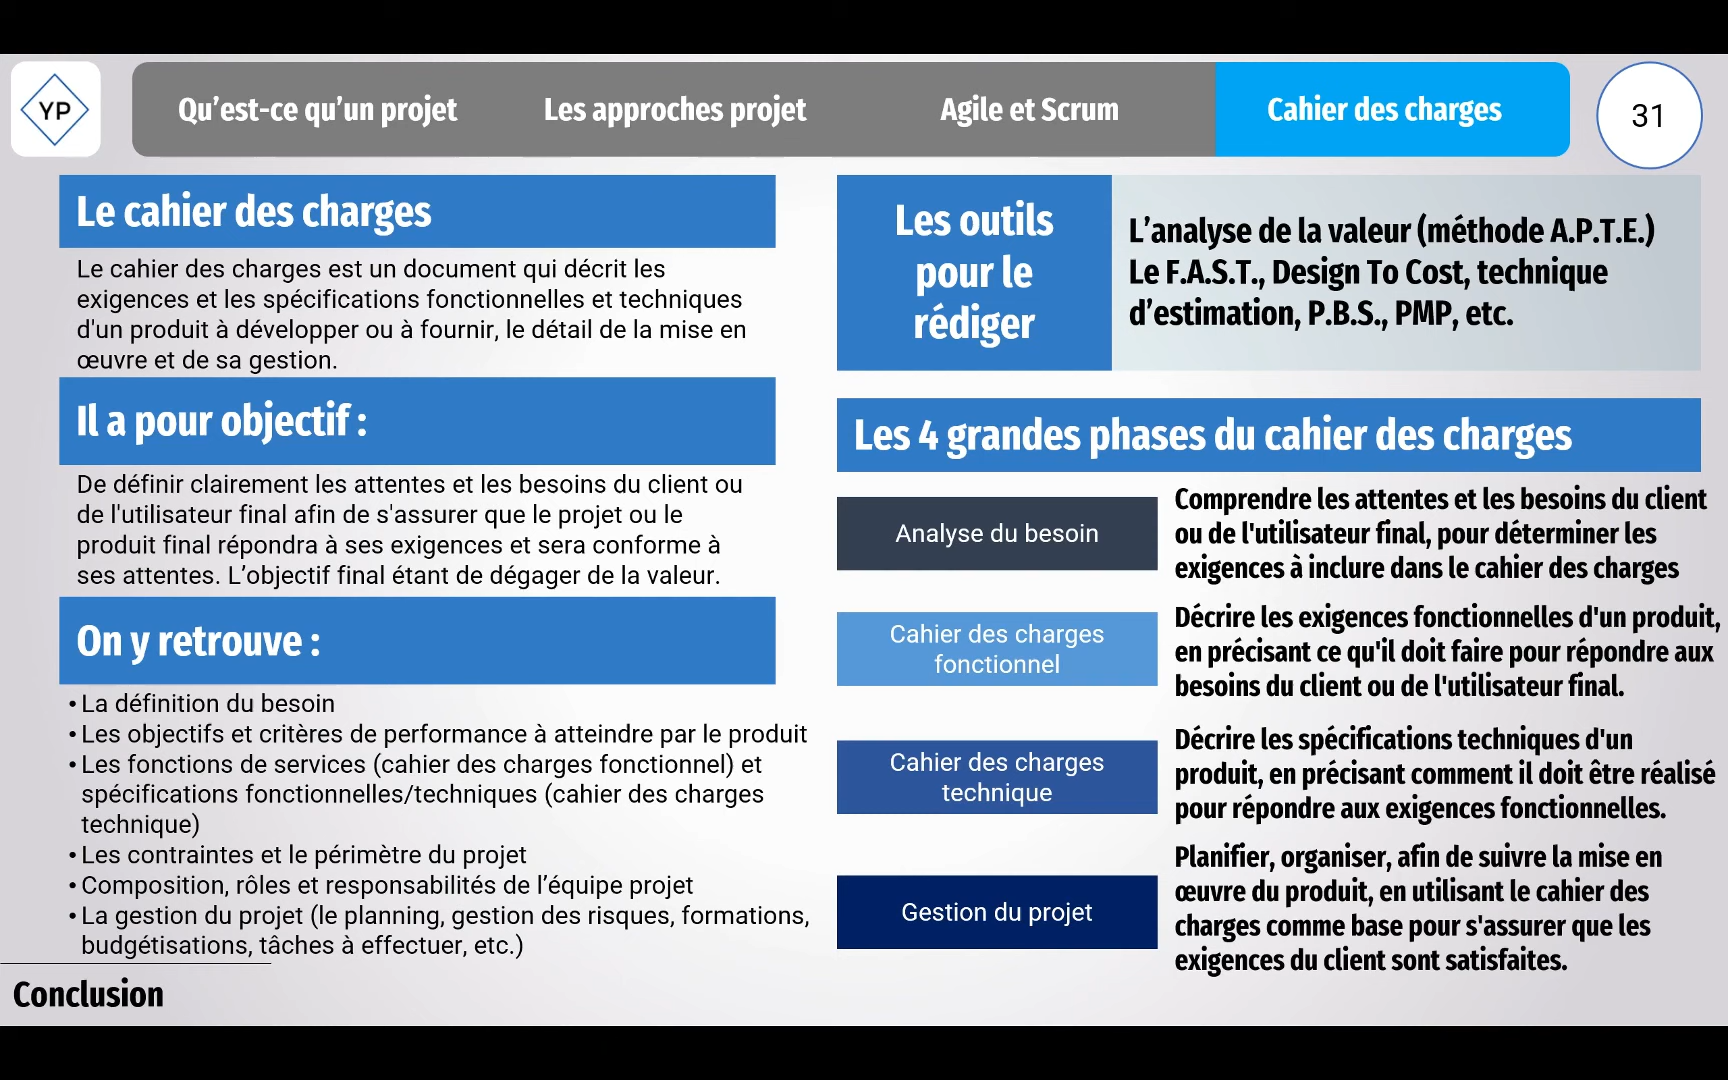 YP
Qu’est-ce qu’un projet
Les approches projet
Agile et Scrum
Cahier des charges
31
Le cahier des charges
Le cahier des charges est un document qui décrit les
exigences et les spécifications fonctionnelles et techniques
d'un produit à développer ou à fournir, le détail de la mise en
œuvre et de sa gestion.
Il a pour objectif :
De définir clairement les attentes et les besoins du client ou
de l'utilisateur final afin de s'assurer que le projet ou le
produit final répondra à ses exigences et sera conforme à
ses attentes. L’objectif final étant de dégager de la valeur.
On y retrouve :
• La définition du besoin
• Les objectifs et critères de performance à atteindre par le produit
• Les fonctions de services (cahier des charges fonctionnel) et
spécifications fonctionnelles/techniques (cahier des charges
technique)
• Les contraintes et le périmètre du projet
• Composition, rôles et responsabilités de l’équipe projet
• La gestion du projet (le planning, gestion des risques, formations,
budgétisations, tâches à effectuer, etc.)
Conclusion
Les outils
pour le
rédiger
L’analyse de la valeur (méthode A.P.T.E.)
Le F.A.S.T., Design To Cost, technique
d’estimation, P.B.S., PMP, etc.
Les 4 grandes phases du cahier des charges
Analyse du besoin
Comprendre les attentes et les besoins du client
ou de l'utilisateur final, pour déterminer les
exigences à inclure dans le cahier des charges
Cahier des charges
fonctionnel
Décrire les exigences fonctionnelles d'un produit,
en précisant ce qu'il doit faire pour répondre aux
besoins du client ou de l'utilisateur final.
Cahier des charges
technique
Décrire les spécifications techniques d'un
produit, en précisant comment il doit être réalisé
pour répondre aux exigences fonctionnelles.
Gestion du projet
Planifier, organiser, afin de suivre la mise en
œuvre du produit, en utilisant le cahier des
charges comme base pour s'assurer que les
exigences du client sont satisfaites.